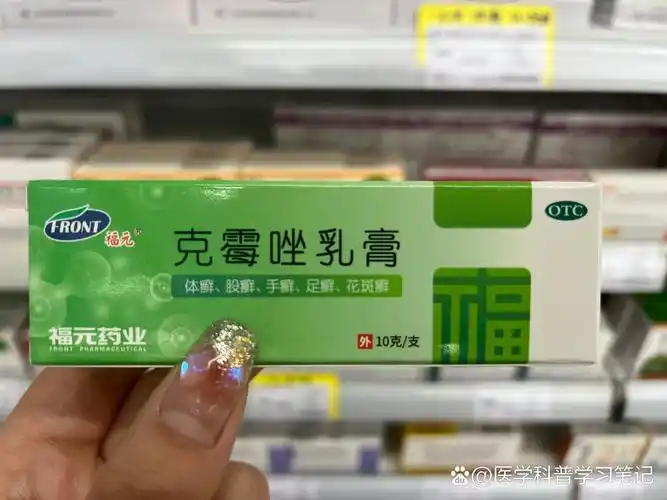 FRONT
福元
OTC
克霉唑乳膏
体癣、股癣、手癣、足癣、花斑癣
福元药业
FRONT PHARMACEUTICAL
外 10克/支
福
@医学科普学习笔记